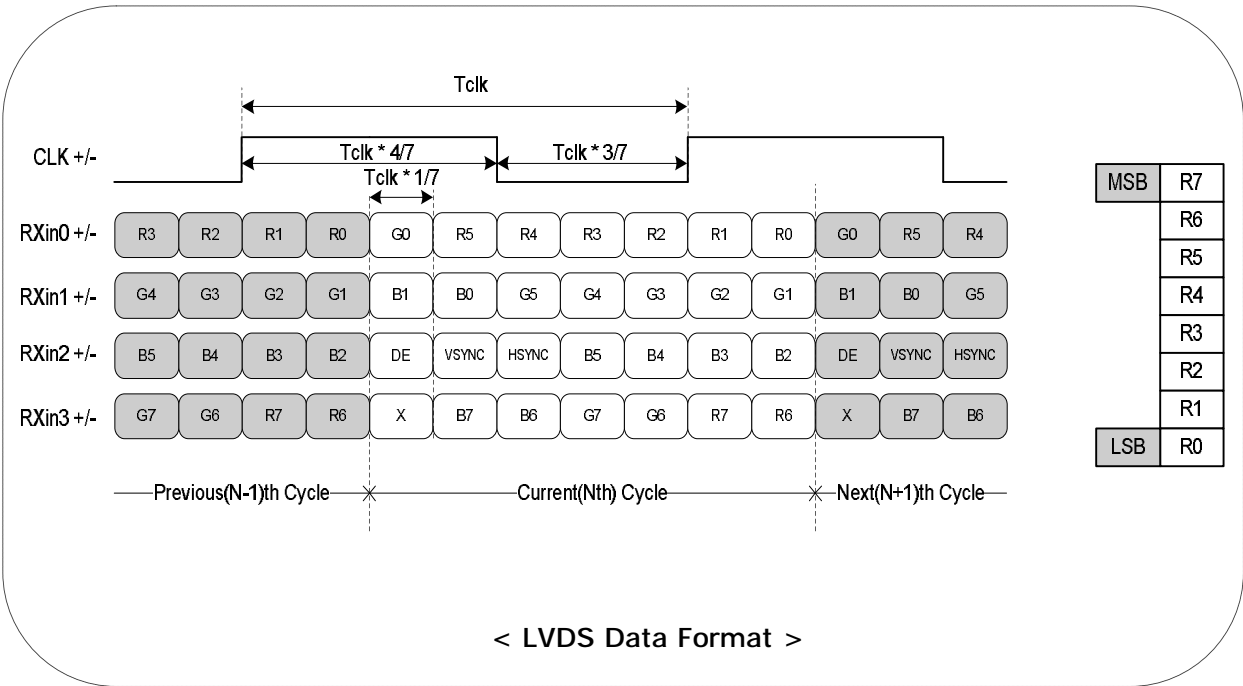 Tclk
CLK +/-
Tclk * 4/7
Tclk * 3/7
Tclk * 1/7
RXin0 +/- R3 R2 R1 R0 G0 R5 R4 R3 R2 R1 R0 G0 R5 R4
RXin1 +/- G4 G3 G2 G1 B1 B0 G5 G4 G3 G2 G1 B1 B0 G5
RXin2 +/- B5 B4 B3 B2 DE VSYNC HSYNC B5 B4 B3 B2 DE VSYNC HSYNC
RXin3 +/- G7 G6 R7 R6 X B7 B6 G7 G6 R7 R6 X B7 B6
Previous(N-1)th Cycle Current(Nth) Cycle Next(N+1)th Cycle
MSB R7
R6
R5
R4
R3
R2
R1
LSB R0
< LVDS Data Format >